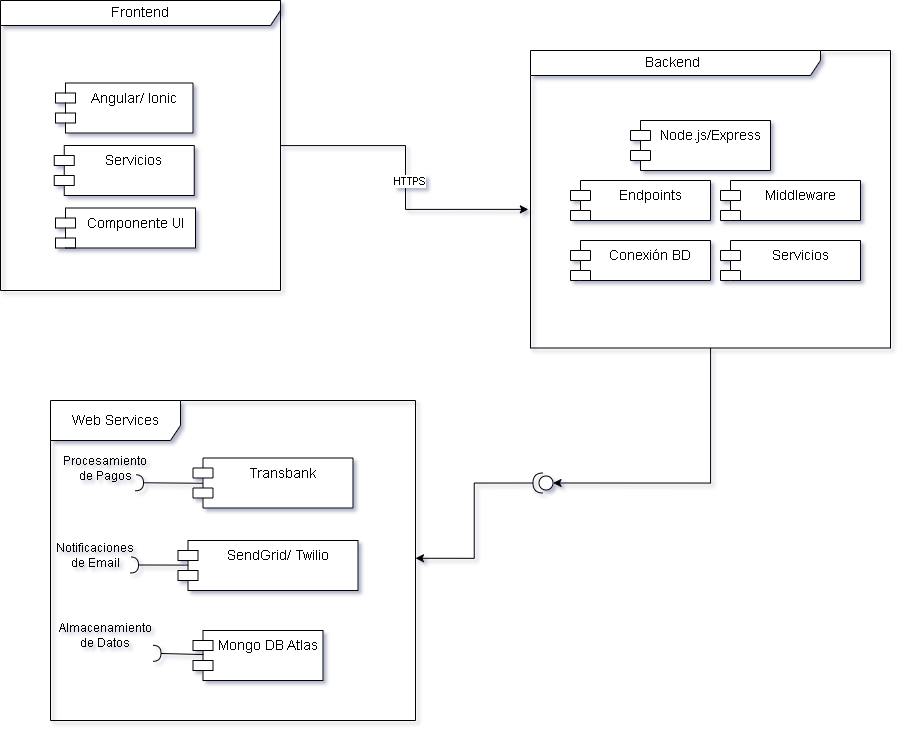 Frontend
Angular/ Ionic
Servicios
Componente UI
HTTPS
Backend
Node.js/Express
Endpoints
Middleware
Conexión BD
Servicios
Web Services
Procesamiento
de Pagos
Transbank
Notificaciones
de Email
SendGrid/ Twilio
Almacenamiento
de Datos
Mongo DB Atlas